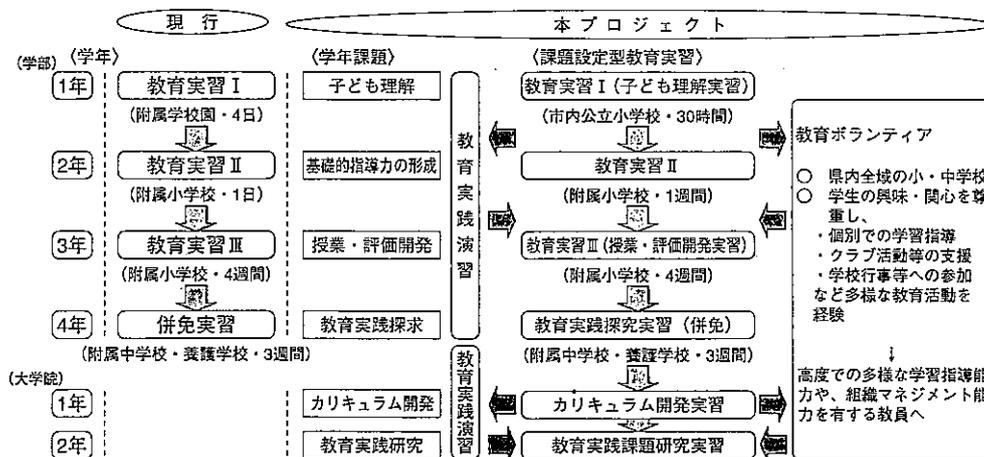 現行
本プロジェクト
(学部)
〈学年〉
〈学年課題〉
〈課題設定型教育実習〉
1年
教育実習Ⅰ
子ども理解
教育実習Ⅰ(子ども理解実習)
(附属学校園・4日)
(市内公立小学校・30時間)
2年
教育実習Ⅱ
基礎的指導力の形成
教育実習Ⅱ
(附属小学校・1日)
(附属小学校・1週間)
3年
教育実習Ⅲ
授業・評価開発
教育実習Ⅲ(授業・評価開発実習)
(附属小学校・4週間)
(附属小学校・4週間)
4年
併免実習
教育実践探求
教育実践探究実習(併免)
(附属中学校・養護学校・3週間)
(附属中学校・養護学校・3週間)
(大学院)
1年
カリキュラム開発
カリキュラム開発実習
2年
教育実践研究
教育実践課題研究実習
教育実践演習
教育実践演習
教育ボランティア
○ 県内全域の小・中学校
○ 学生の興味・関心を尊
重し、
・個別での学習指導
・クラブ活動等の支援
・学校行事等への参加
など多様な教育活動を
経験
↓
高度での多様な学習指導能
力や、組織マネジメント能
力を有する教員へ